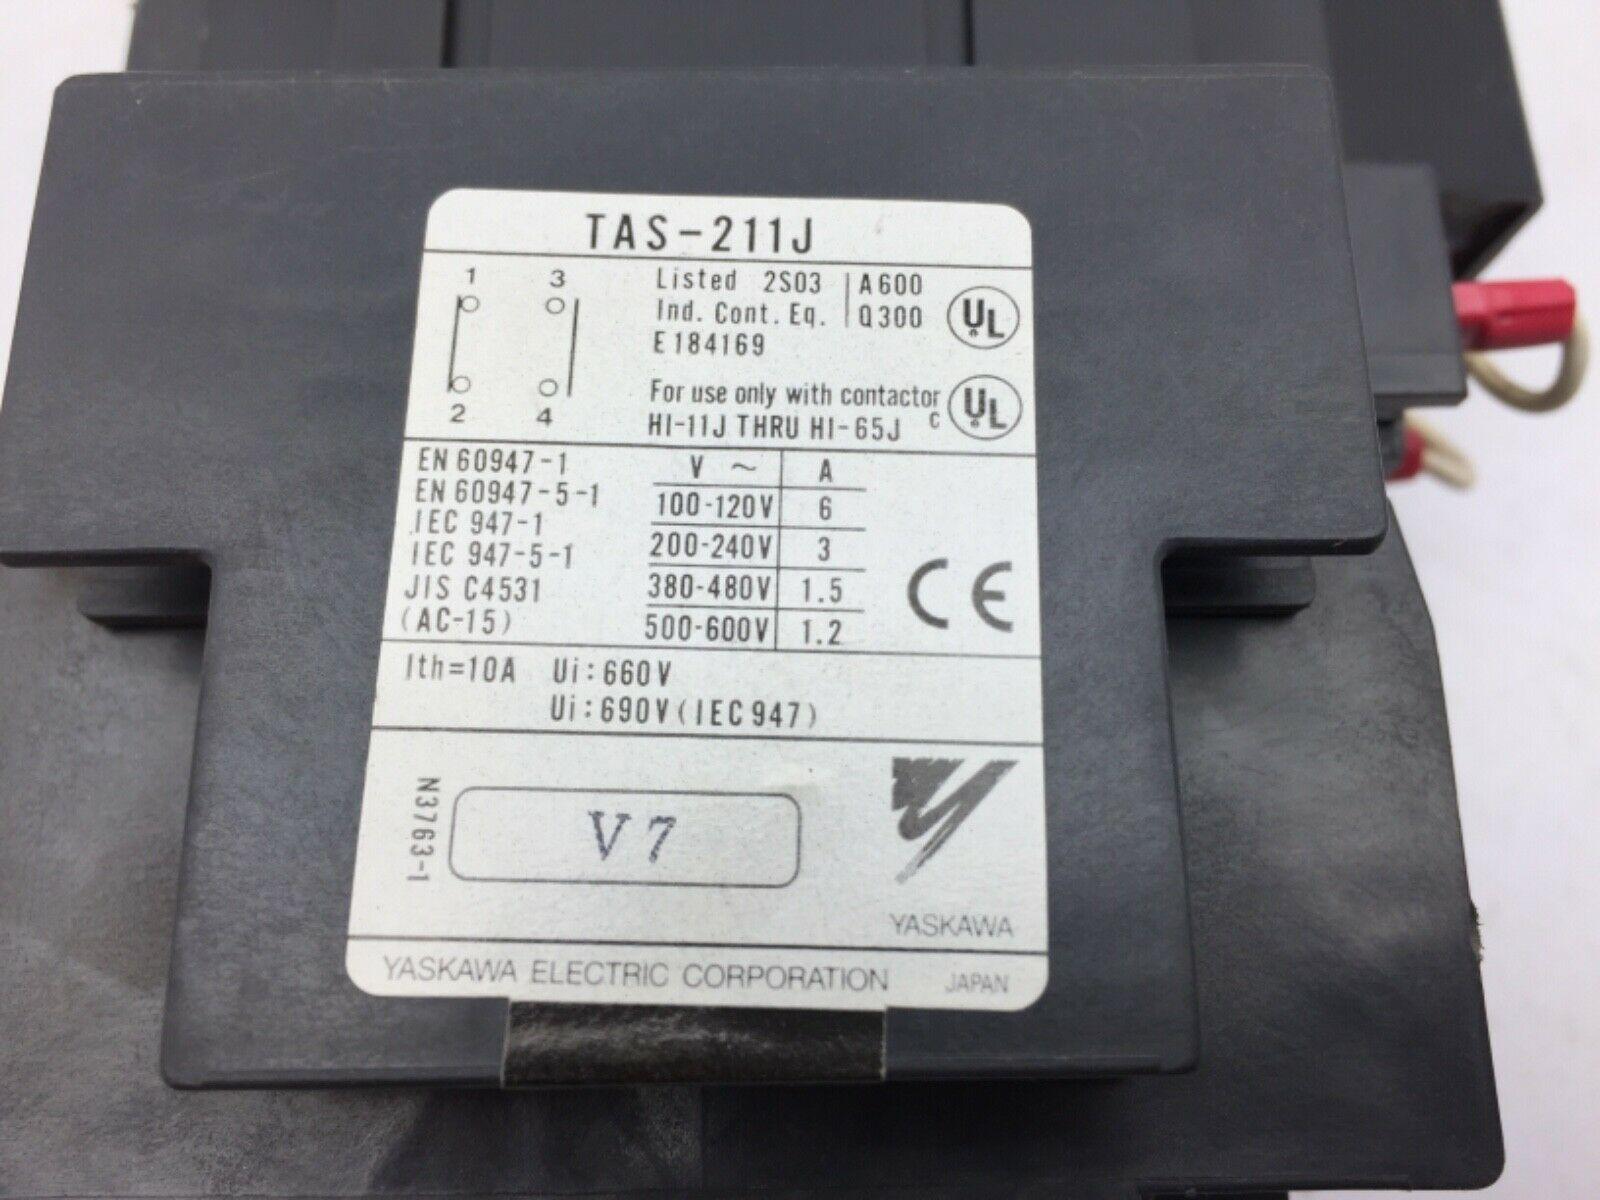 TAS-211J
1 3
2 4
Listed 2S03 A600
Ind. Cont. Eq. Q300
E184169
UL
For use only with contactor
HI-11J THRU HI-65J
C UL
EN 60947-1
EN 60947-5-1
IEC 947-1
IEC 947-5-1
JIS C4531
(AC-15)
V ~ A
100-120V 6
200-240V 3
380-480V 1.5
500-600V 1.2
CE
Ith=10A Ui:660V
Ui:690V(IEC947)
N3763-1
V7
YASKAWA
YASKAWA ELECTRIC CORPORATION JAPAN